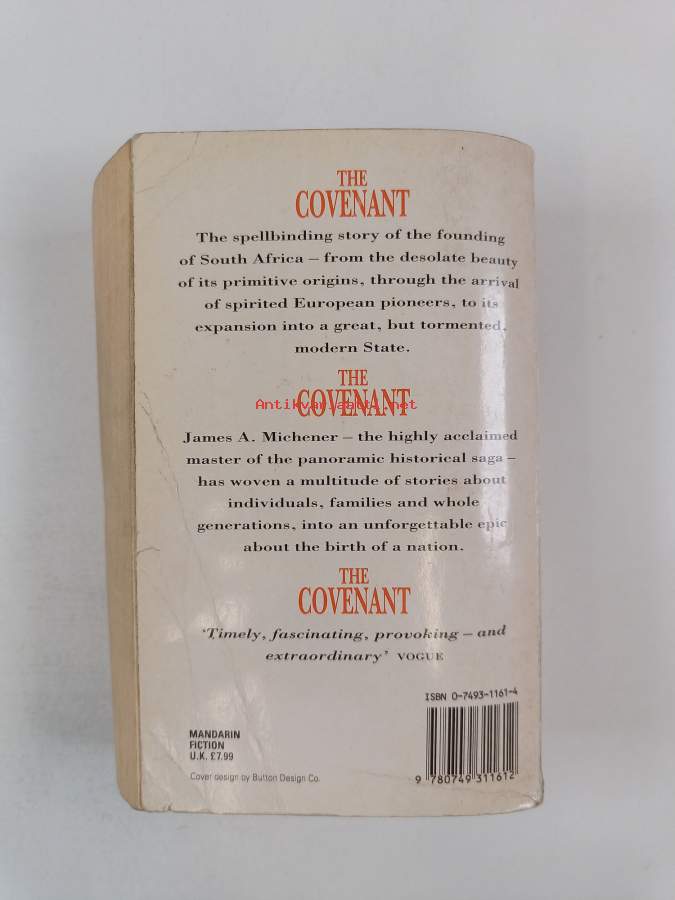 THE
COVENANT
The spellbinding story of the founding
of South Africa – from the desolate beauty
of its primitive origins, through the arrival
of spirited European pioneers, to its
expansion into a great, but tormented,
modern State.
THE
COVENANT
Antikvariaatti.net
James A. Michener – the highly acclaimed
master of the panoramic historical saga –
has woven a multitude of stories about
individuals, families and whole
generations, into an unforgettable epic
about the birth of a nation.
THE
COVENANT
‘Timely, fascinating, provoking – and
extraordinary’ VOGUE
ISBN 0-7493-1161-4
MANDARIN
FICTION
U.K. £7.99
Cover design by Button Design Co.
9 780749 311612